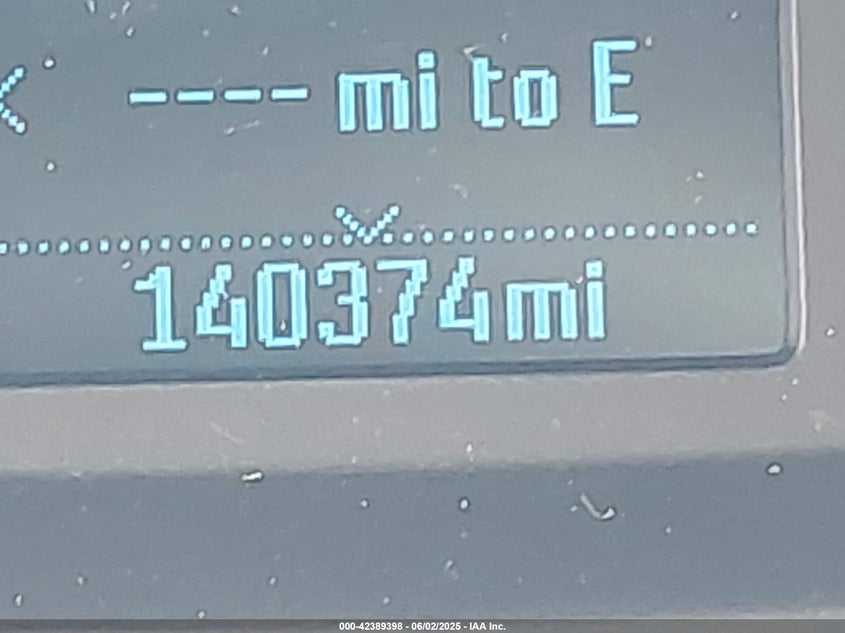 ---- mi to E
140374mi
000-42389398 - 06/02/2025 - IAA Inc.